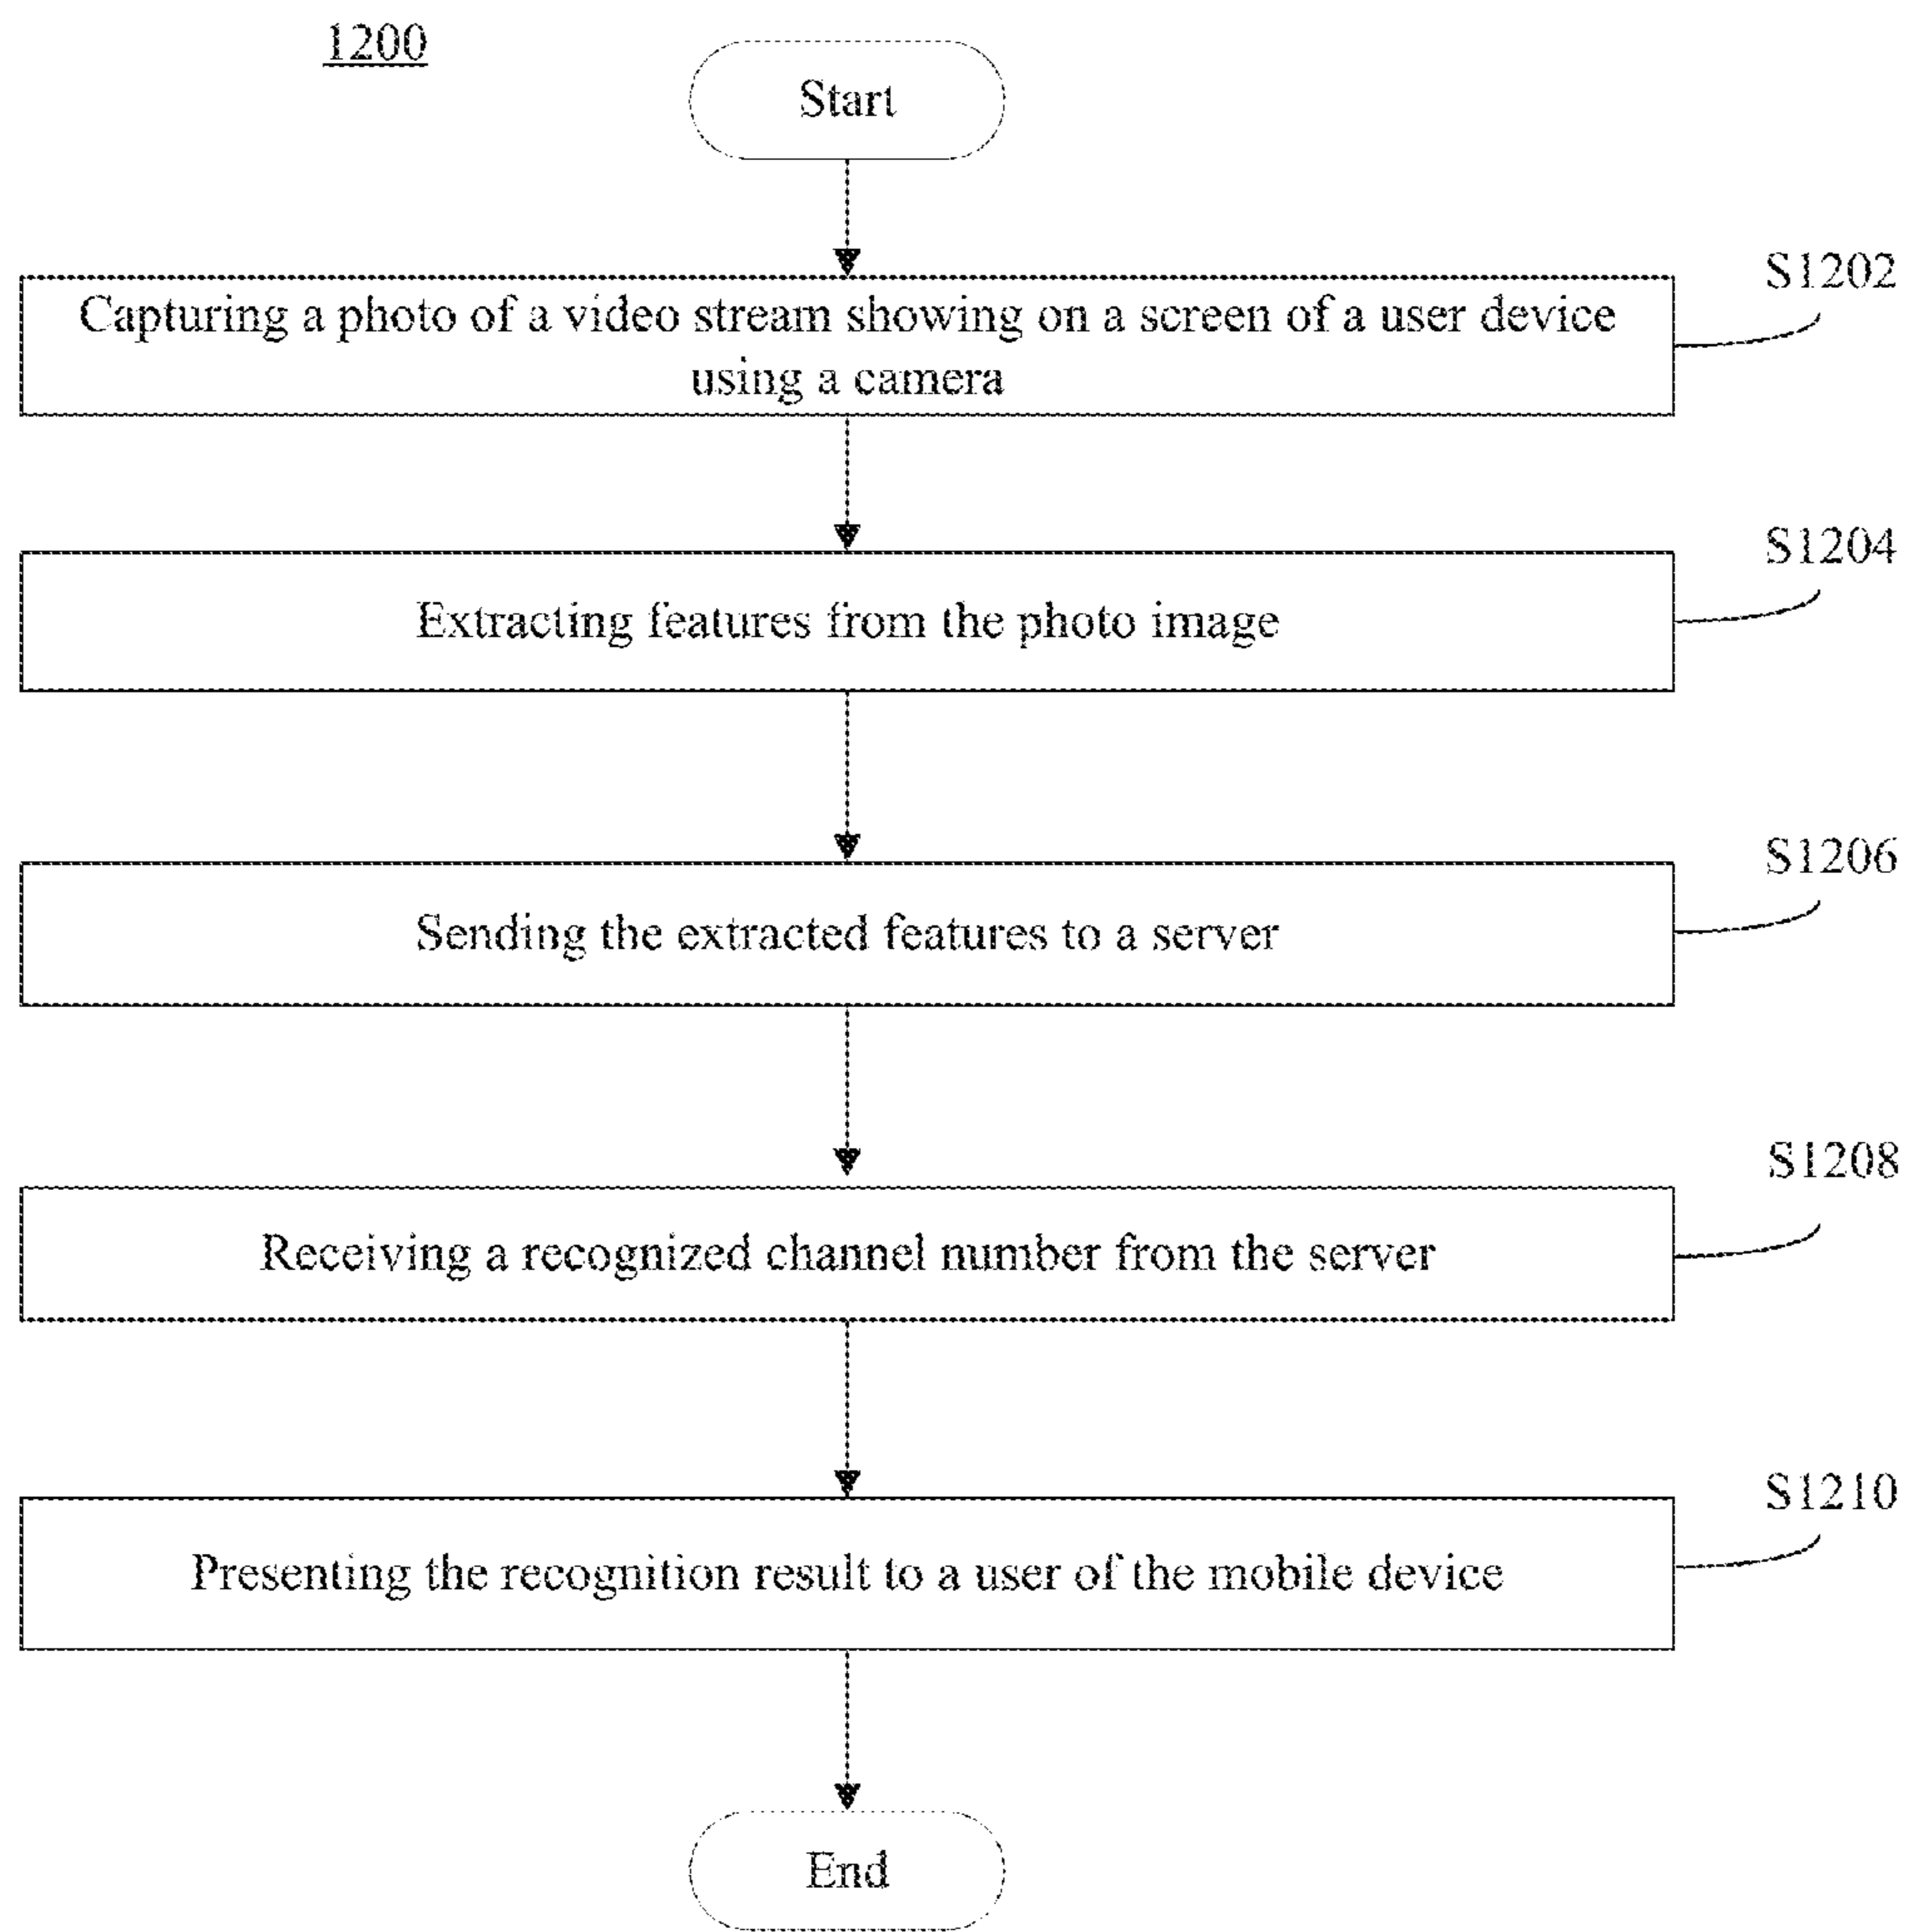 1200
Start
S1202
Capturing a photo of a video stream showing on a screen of a user device
using a camera
S1204
Extracting features from the photo image
S1206
Sending the extracted features to a server
S1208
Receiving a recognized channel number from the server
S1210
Presenting the recognition result to a user of the mobile device
End